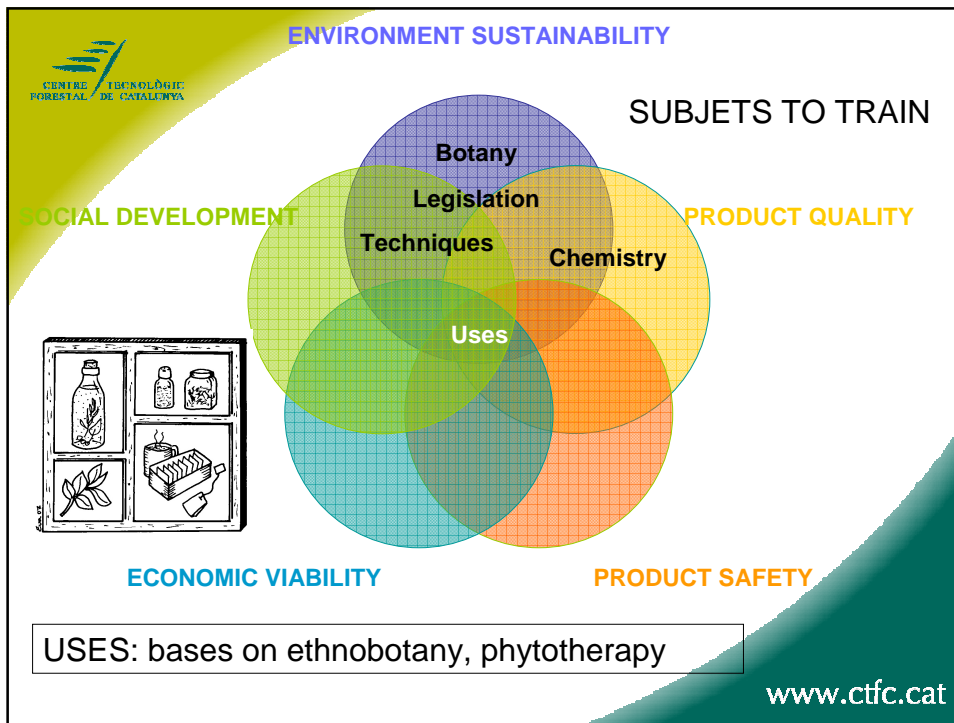 ENVIRONMENT SUSTAINABILITY
CENTRE TECNOLÒGIC
FORESTAL DE CATALUNYA
SUBJETS TO TRAIN
Botany
Legislation
SOCIAL DEVELOPMENT
PRODUCT QUALITY
Techniques
Chemistry
Uses
ECONOMIC VIABILITY
PRODUCT SAFETY
USES: bases on ethnobotany, phytotherapy
www.ctfc.cat